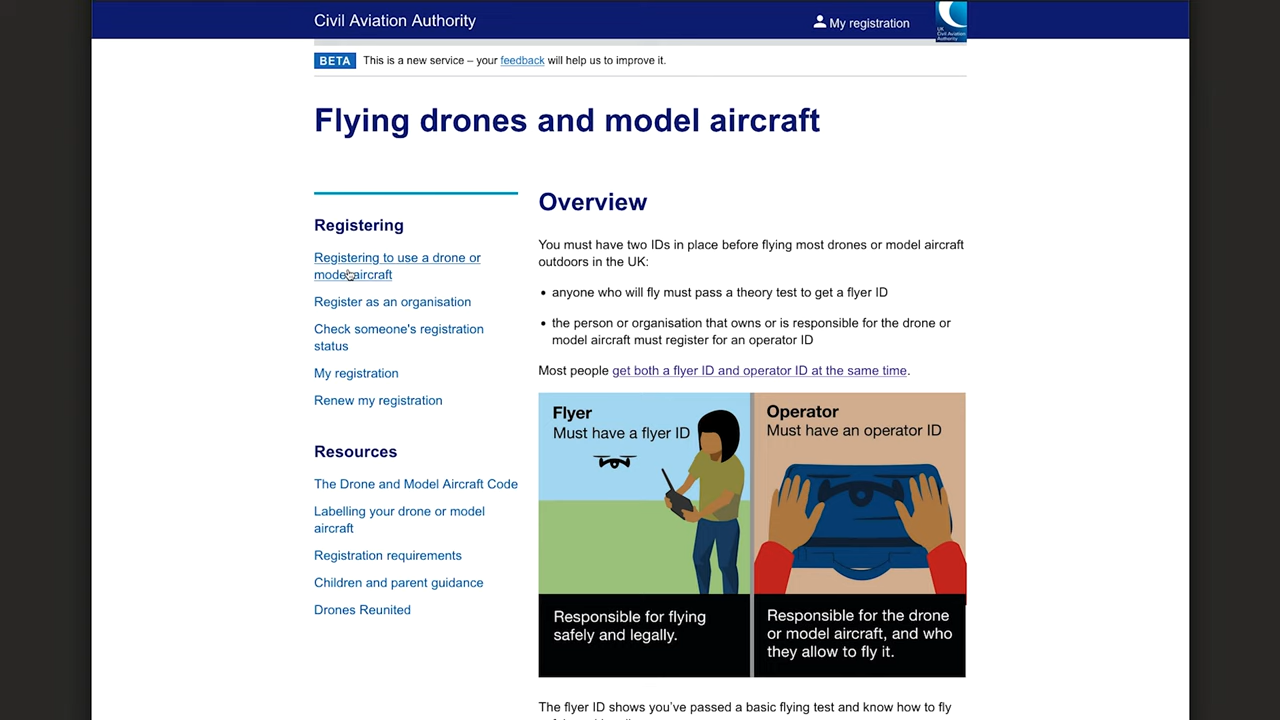 Civil Aviation Authority
My registration
UK
Civil Aviation
Authority
BETA This is a new service – your feedback will help us to improve it.
Flying drones and model aircraft
Registering
Registering to use a drone or
model aircraft
Register as an organisation
Check someone's registration
status
My registration
Renew my registration
Resources
The Drone and Model Aircraft Code
Labelling your drone or model
aircraft
Registration requirements
Children and parent guidance
Drones Reunited
Overview
You must have two IDs in place before flying most drones or model aircraft
outdoors in the UK:
• anyone who will fly must pass a theory test to get a flyer ID
• the person or organisation that owns or is responsible for the drone or
model aircraft must register for an operator ID
Most people get both a flyer ID and operator ID at the same time.
Flyer
Must have a flyer ID
Responsible for flying
safely and legally.
Operator
Must have an operator ID
Responsible for the drone
or model aircraft, and who
they allow to fly it.
The flyer ID shows you've passed a basic flying test and know how to fly